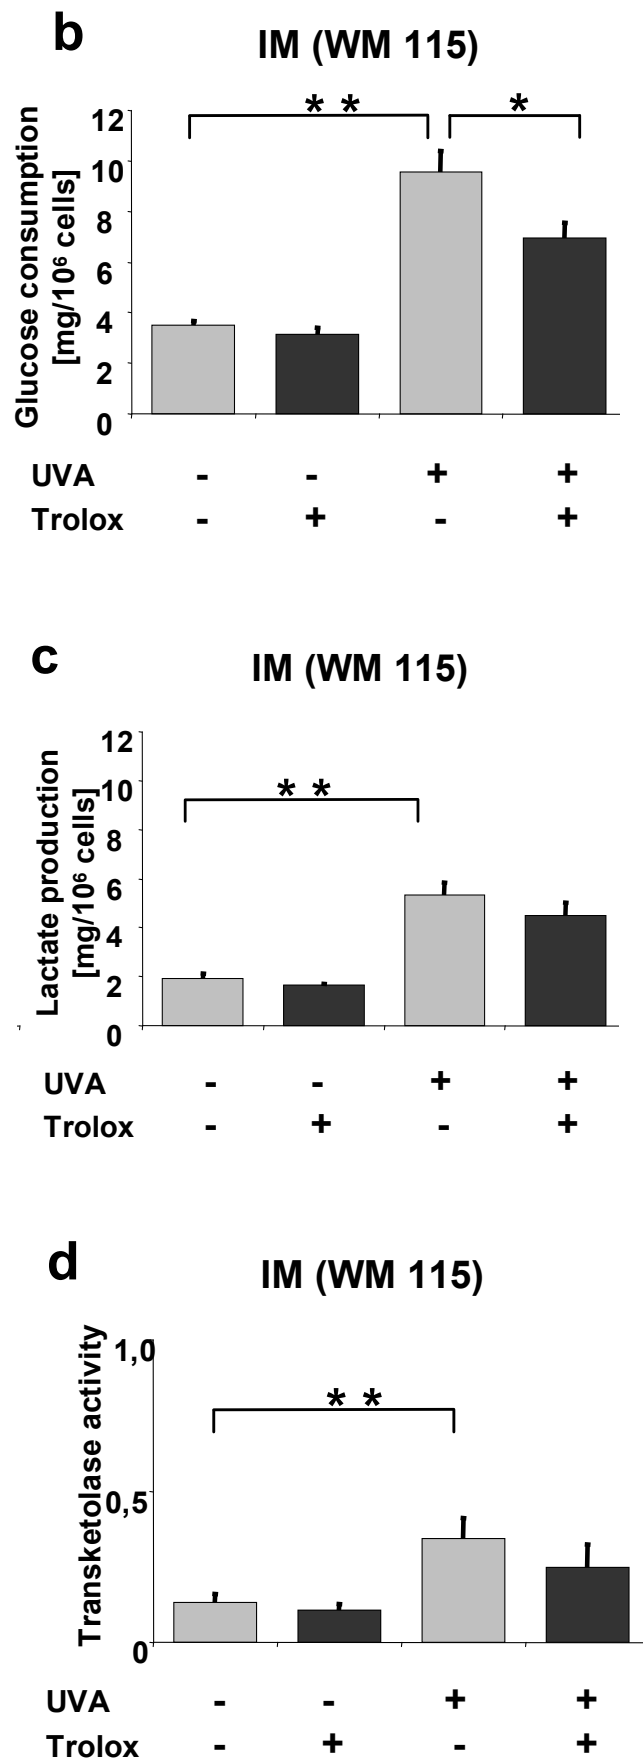 b
IM (WM 115)
Glucose consumption
[mg/10⁶ cells]
* *
*
12
10
8
6
4
2
0
UVA - - + +
Trolox - + - +
c
IM (WM 115)
Lactate production
[mg/10⁶ cells]
* *
12
10
8
6
4
2
0
UVA - - + +
Trolox - + - +
d
IM (WM 115)
Transketolase activity
* *
1,0
0,5
0
UVA - - + +
Trolox - + - +